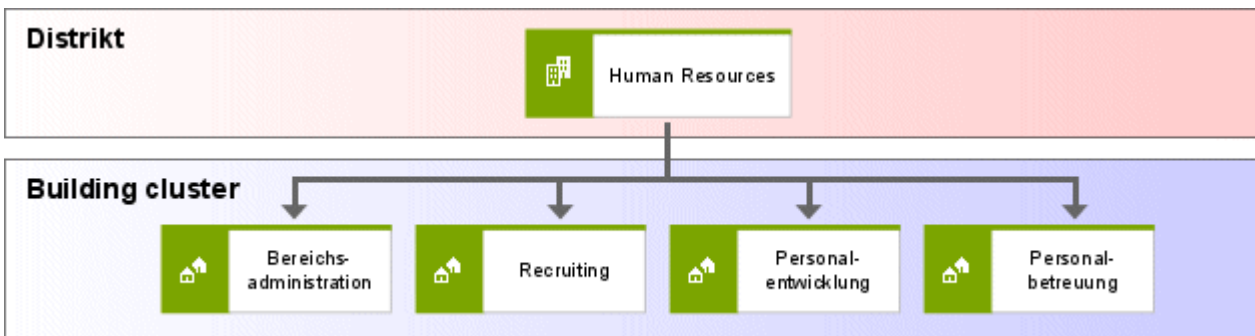 Distrikt
Human Resources
Building cluster
Bereichs-
administration
Recruiting
Personal-
entwicklung
Personal-
betreuung